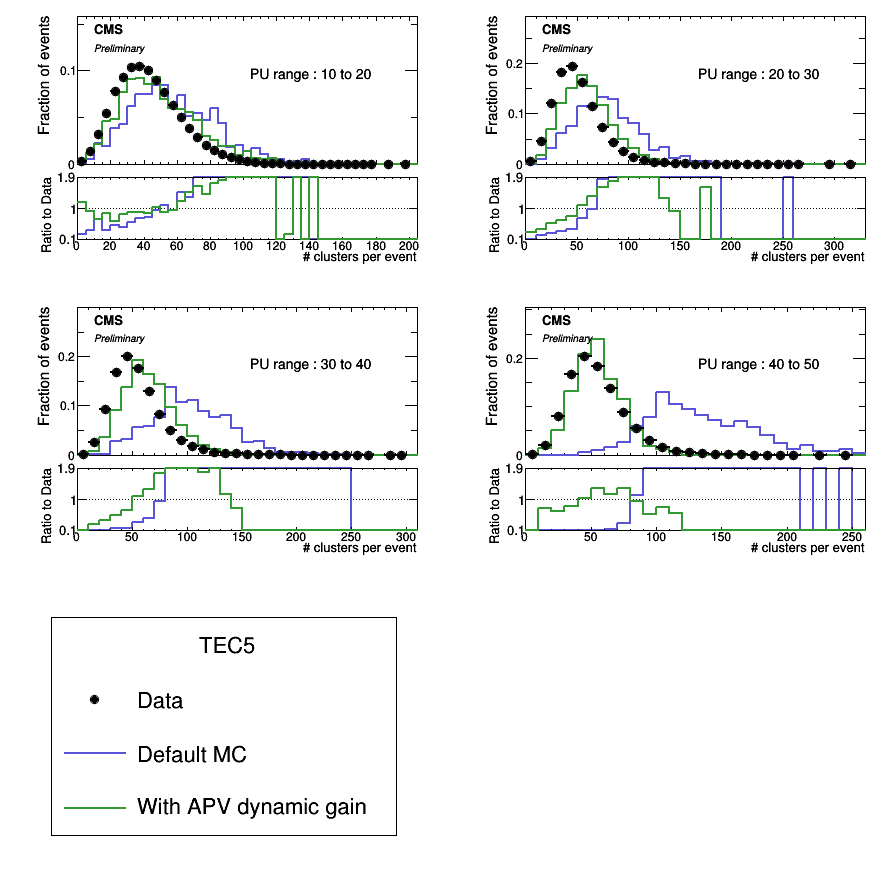 CMS
Preliminary
PU range : 10 to 20
Fraction of events
0.1
0
1.9
1
0.1
Ratio to Data
0 20 40 60 80 100 120 140 160 180 200
# clusters per event
CMS
Preliminary
PU range : 20 to 30
Fraction of events
0.2
0.1
0
1.9
1
0.1
Ratio to Data
0 50 100 150 200 250 300
# clusters per event
CMS
Preliminary
PU range : 30 to 40
Fraction of events
0.2
0.1
0
1.9
1
0.1
Ratio to Data
50 100 150 200 250 300
# clusters per event
CMS
Preliminary
PU range : 40 to 50
Fraction of events
0.2
0
1.9
1
0.1
Ratio to Data
0 50 100 150 200 250
# clusters per event
TEC5
Data
Default MC
With APV dynamic gain